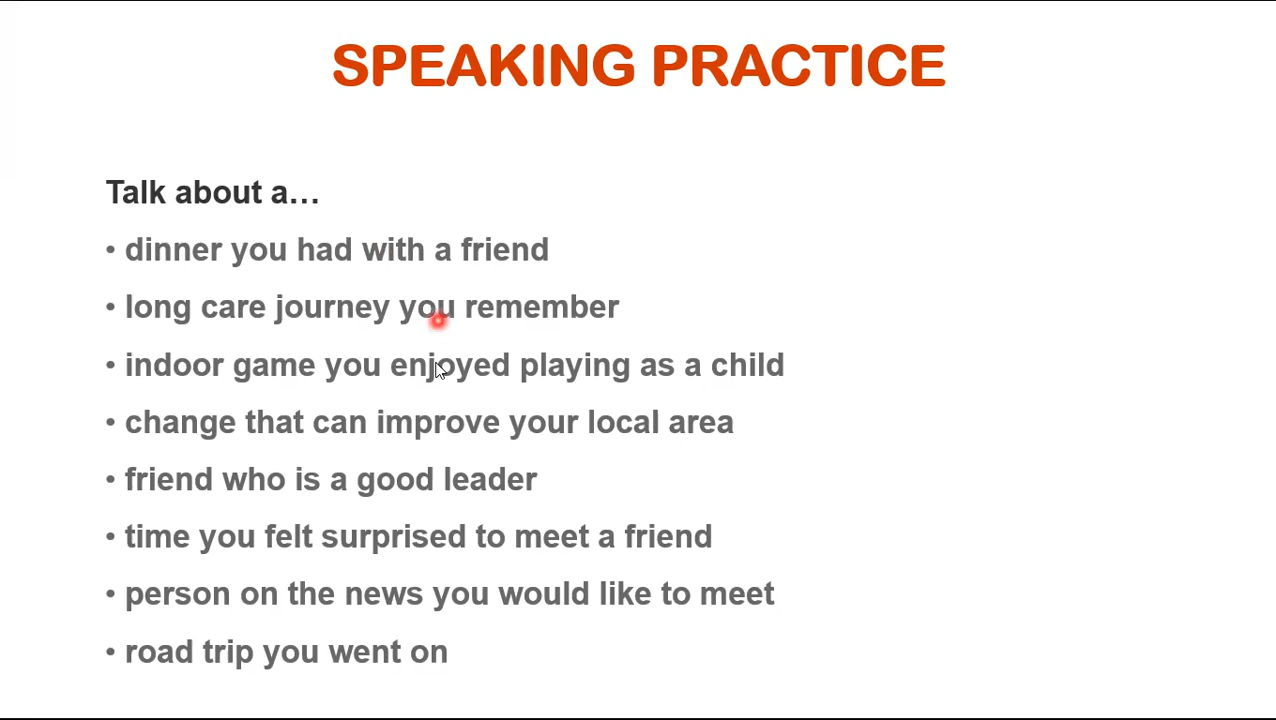 SPEAKING PRACTICE
Talk about a…
• dinner you had with a friend
• long care journey you remember
• indoor game you enjoyed playing as a child
• change that can improve your local area
• friend who is a good leader
• time you felt surprised to meet a friend
• person on the news you would like to meet
• road trip you went on